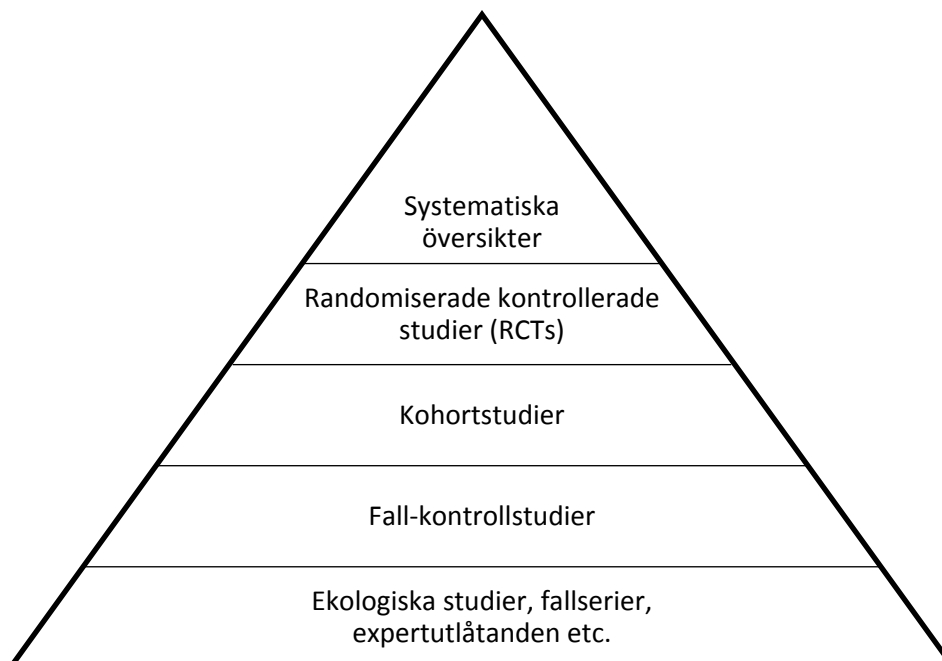 Systematiska
översikter
Randomiserade kontrollerade
studier (RCTs)
Kohortstudier
Fall-kontrollstudier
Ekologiska studier, fallserier,
expertutlåtanden etc.